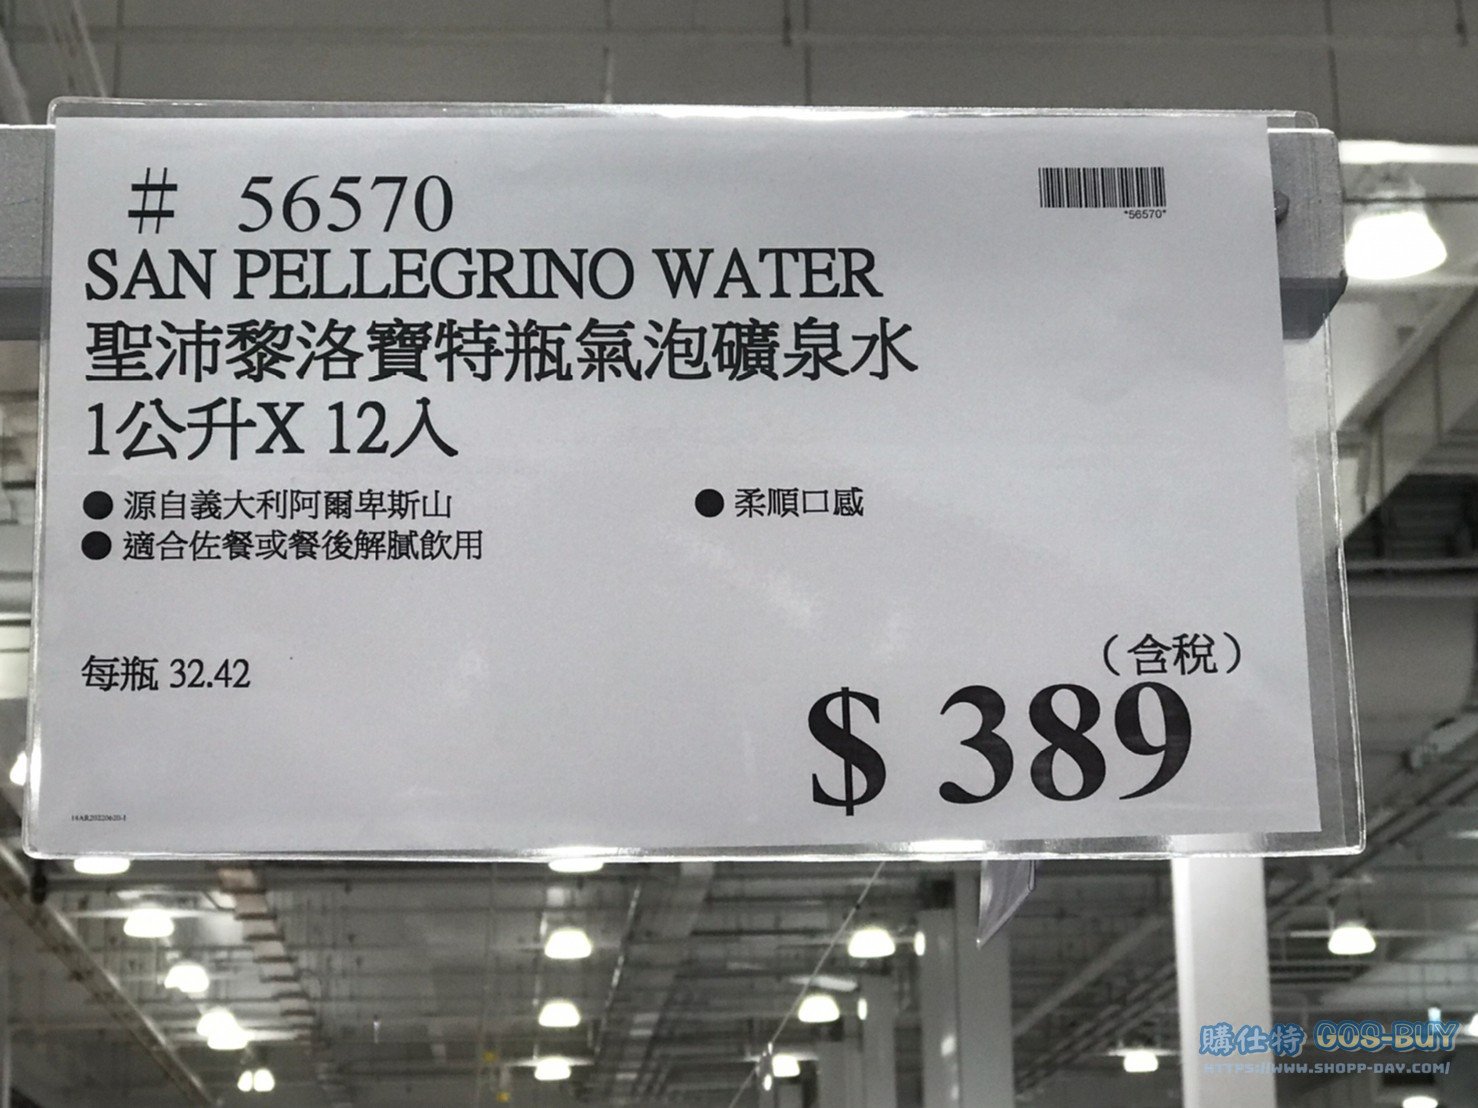 # 56570
*56570*
SAN PELLEGRINO WATER
聖沛黎洛寶特瓶氣泡礦泉水
1公升X 12入
● 源自義大利阿爾卑斯山
● 柔順口感
● 適合佐餐或餐後解膩飲用
(含稅)
每瓶 32.42
$ 389
14AR20220620-1
購仕特 COS-BUY
HTTPS://WWW.SHOPP-DAY.COM/